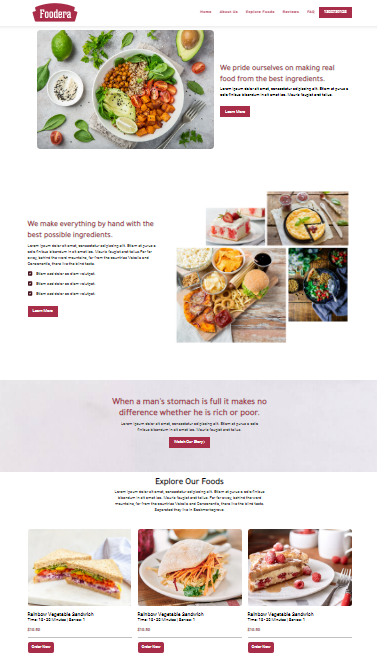 Foodera
Home About Us Explore Foods Reviews FAQ
We pride ourselves on making real
food from the best ingredients.
Lorem ipsum dolor sit amet, consectetur adipiscing elit. Etiam et purus a odio
finibus bibendum in sit amet leo. Mauris feugiat erat tellus.
Learn More
We make everything by hand with the
best possible ingredients.
Lorem ipsum dolor sit amet, consectetur adipiscing elit. Etiam et purus a odio
finibus bibendum in sit amet leo. Mauris feugiat erat tellus Far far
away, behind the word mountains, far from the countries Vokalia and
Consonantia, there live the blind texts.
Etiam sed dolor ac diam volutpat.
Etiam sed dolor ac diam volutpat.
Etiam sed dolor ac diam volutpat.
Learn More
When a man's stomach is full it makes no
difference whether he is rich or poor.
Lorem ipsum dolor sit amet, consectetur adipiscing elit. Etiam et purus a odio
finibus bibendum in sit amet leo. Mauris feugiat erat tellus.
Watch Our Story
Explore Our Foods
Lorem ipsum dolor sit amet, consectetur adipiscing elit. Etiam et purus a odio
finibus bibendum in sit amet leo. Mauris feugiat erat tellus. Far far away, behind the word
mountains, far from the countries Vokalia and Consonantia, there live the blind texts.
Separated they live in Bookmarksgrove.
Rainbow Vegetable Sandwich Rainbow Vegetable Sandwich Rainbow Vegetable Sandwich
Time: 15 - 20 Minutes | Serves: 1 Time: 15 - 20 Minutes | Serves: 1 Time: 15 - 20 Minutes | Serves: 1
$10.50 $10.50 $10.50
Order Now Order Now Order Now